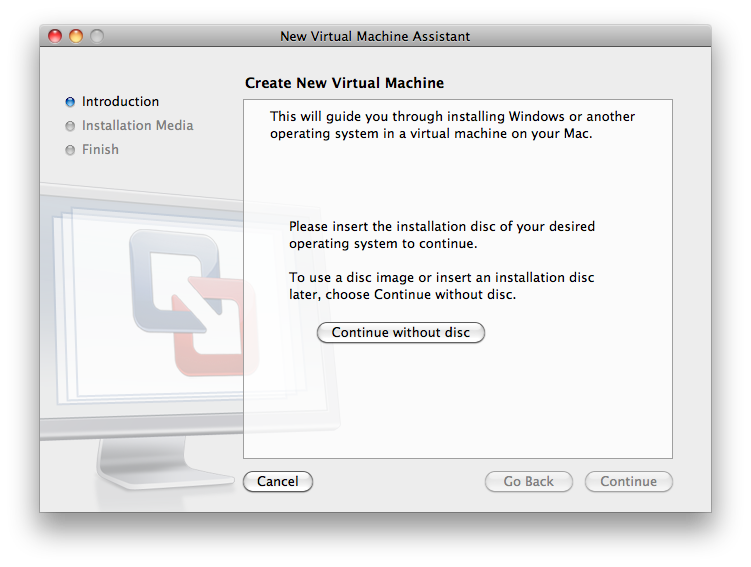 New Virtual Machine Assistant
Create New Virtual Machine
Introduction
Installation Media
Finish
This will guide you through installing Windows or another
operating system in a virtual machine on your Mac.
Please insert the installation disc of your desired
operating system to continue.
To use a disc image or insert an installation disc
later, choose Continue without disc.
Continue without disc
Cancel
Go Back
Continue